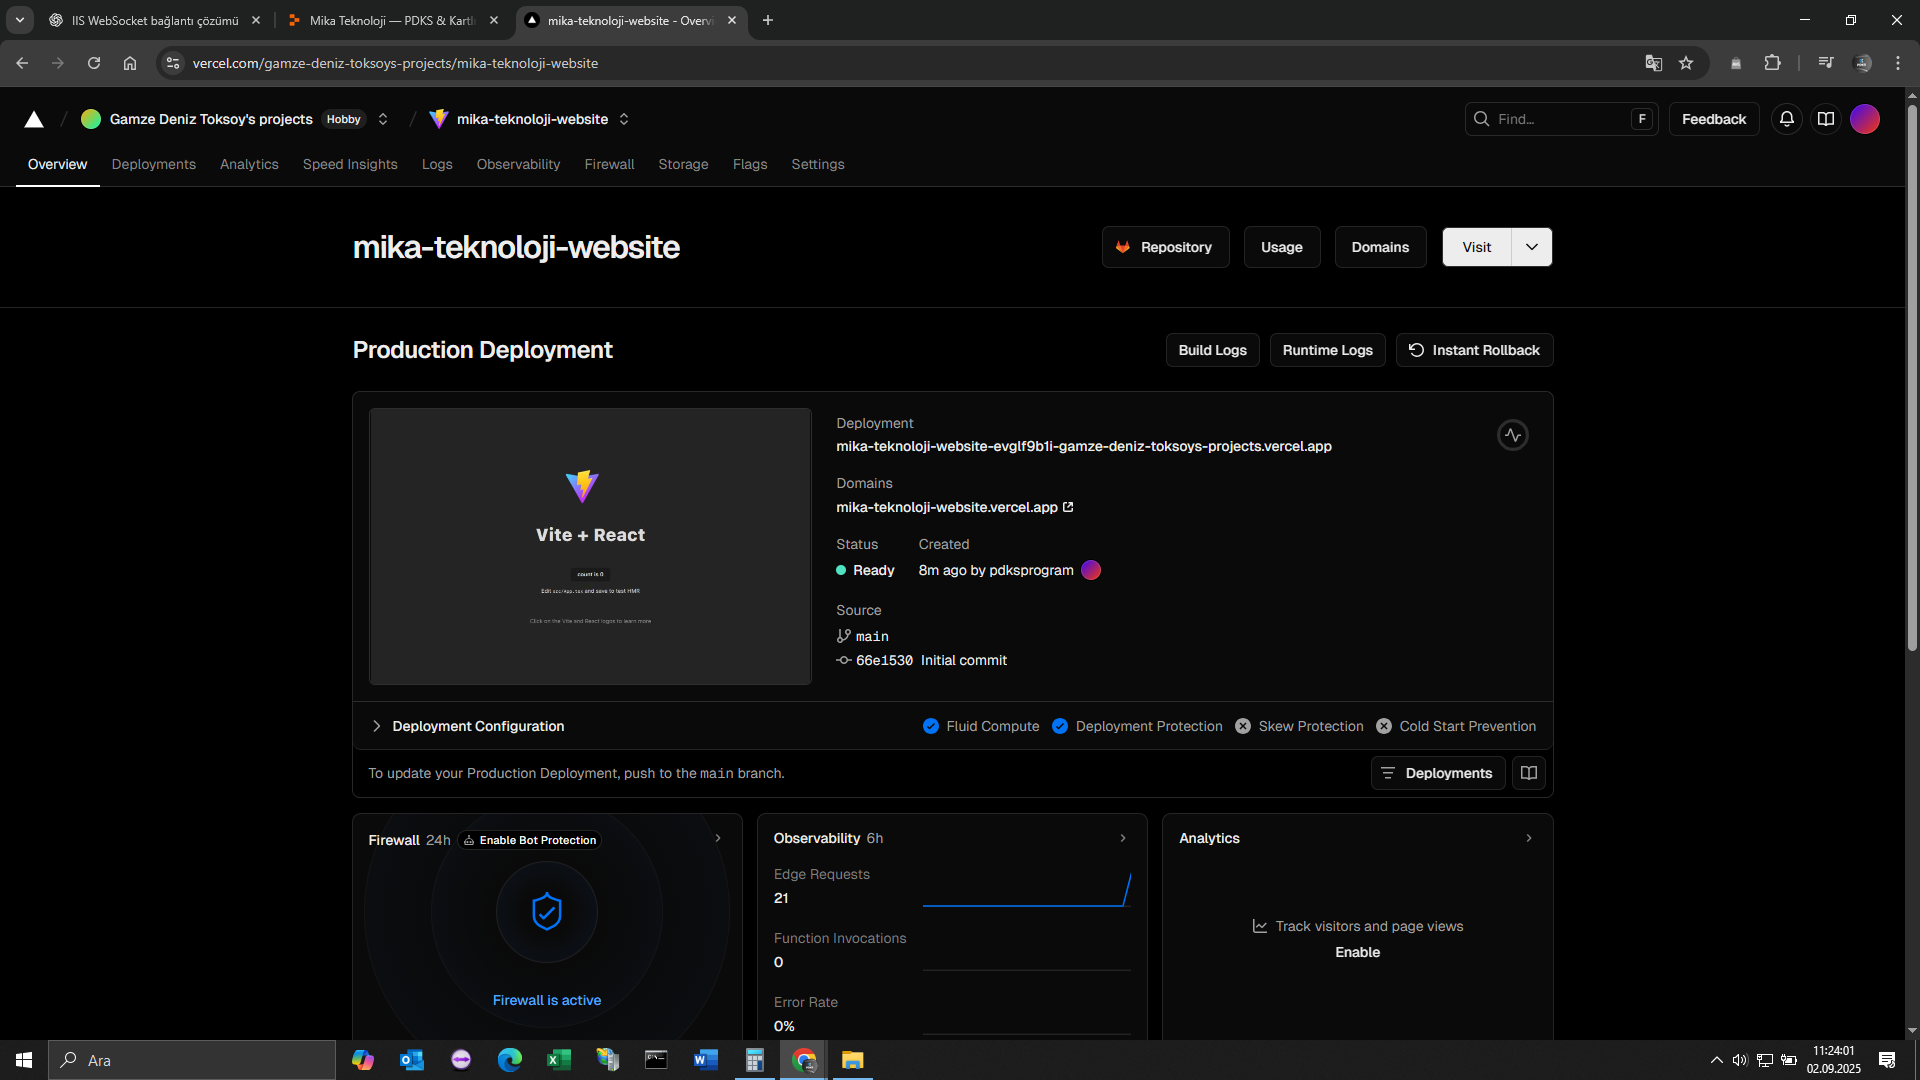 IIS WebSocket bağlantı çözümü
Mika Teknoloji — PDKS & Kartlı
mika-teknoloji-website - Overvi
vercel.com/gamze-deniz-toksoys-projects/mika-teknoloji-website
Gamze Deniz Toksoy's projects Hobby
mika-teknoloji-website
Find...
F
Feedback
Overview Deployments Analytics Speed Insights Logs Observability Firewall Storage Flags Settings
mika-teknoloji-website
Repository
Usage
Domains
Visit
Production Deployment
Build Logs
Runtime Logs
Instant Rollback
Vite + React
count is 0
Edit src/App.tsx and save to test HMR
Click on the Vite and React logos to learn more
Deployment
mika-teknoloji-website-evglf9b1i-gamze-deniz-toksoys-projects.vercel.app
Domains
mika-teknoloji-website.vercel.app
Status Created
Ready 8m ago by pdksprogram
Source
main
66e1530 Initial commit
Deployment Configuration
Fluid Compute Deployment Protection Skew Protection Cold Start Prevention
To update your Production Deployment, push to the main branch.
Deployments
Firewall 24h Enable Bot Protection
Firewall is active
Observability 6h
Edge Requests
21
Function Invocations
0
Error Rate
0%
Analytics
Track visitors and page views
Enable
Ara
11:24:01
02.09.2025